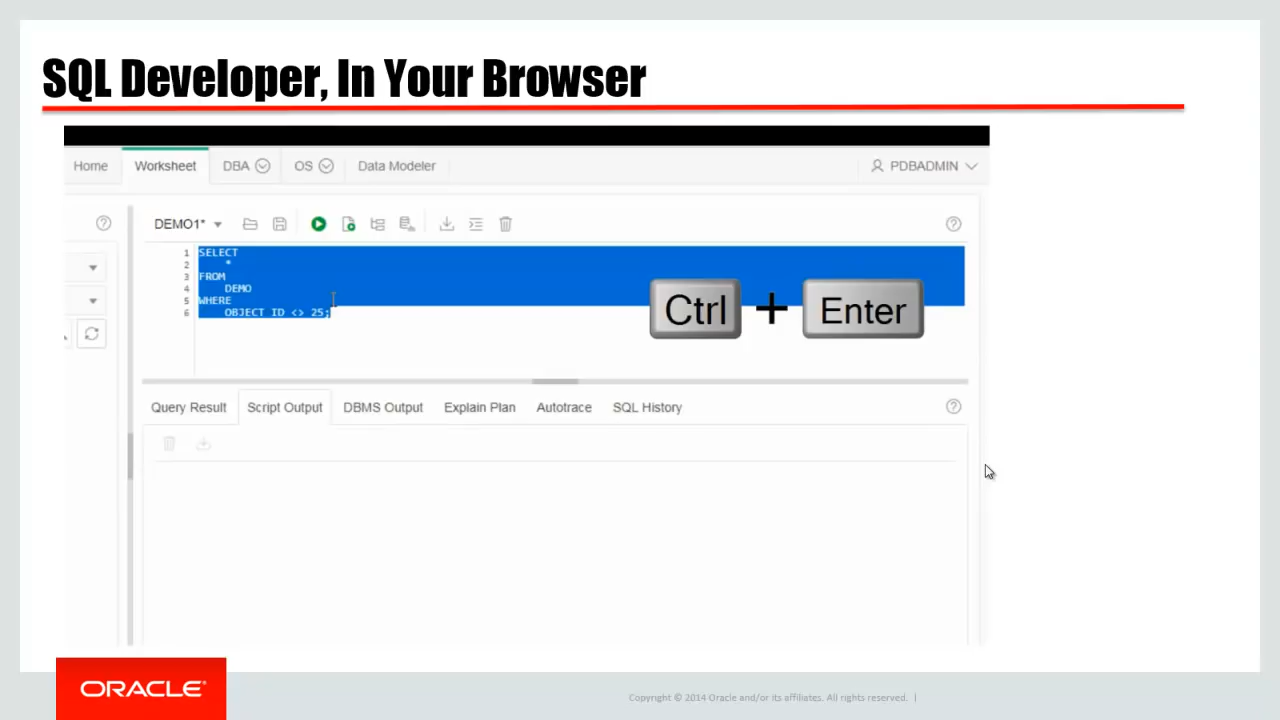 SQL Developer, In Your Browser
Home Worksheet DBA OS Data Modeler PDBADMIN
DEMO1*
1 SELECT
2 *
3 FROM
4 DEMO
5 WHERE
6 OBJECT_ID <> 25;
Ctrl + Enter
Query Result Script Output DBMS Output Explain Plan Autotrace SQL History
ORACLE®
Copyright © 2014 Oracle and/or its affiliates. All rights reserved. |